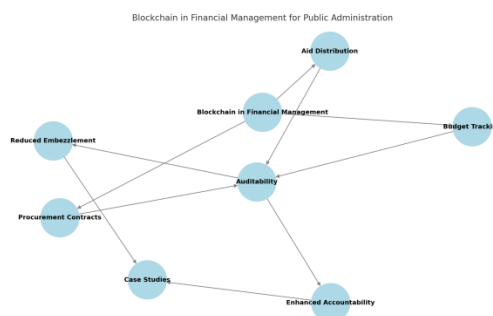 Blockchain in Financial Management for Public Administration
Aid Distribution
Blockchain in Financial Management
Budget Tracki
Reduced Embezzlement
Auditability
Procurement Contracts
Case Studies
Enhanced Accountability